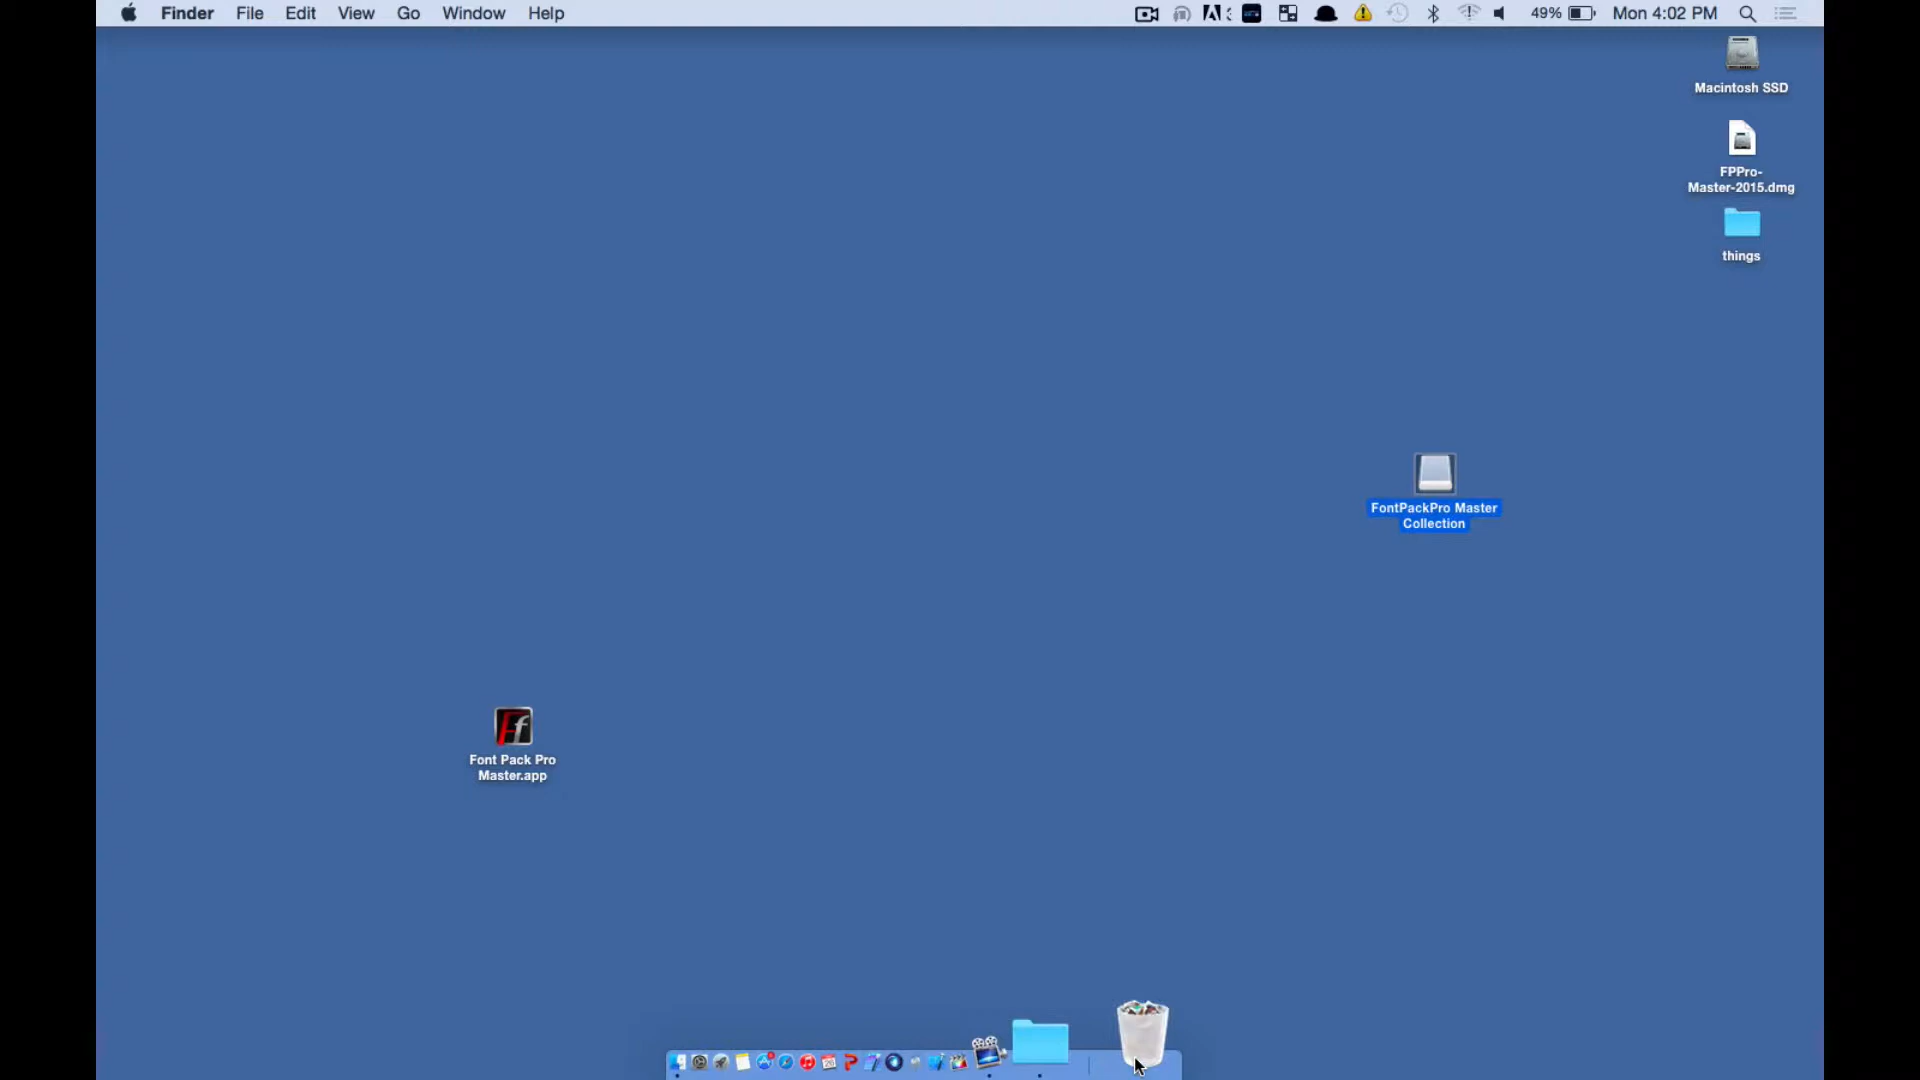 Finder File Edit View Go Window Help
49% Mon 4:02 PM
Macintosh SSD
FPPro-
Master-2015.dmg
things
FontPackPro Master
Collection
Ff
Font Pack Pro
Master.app